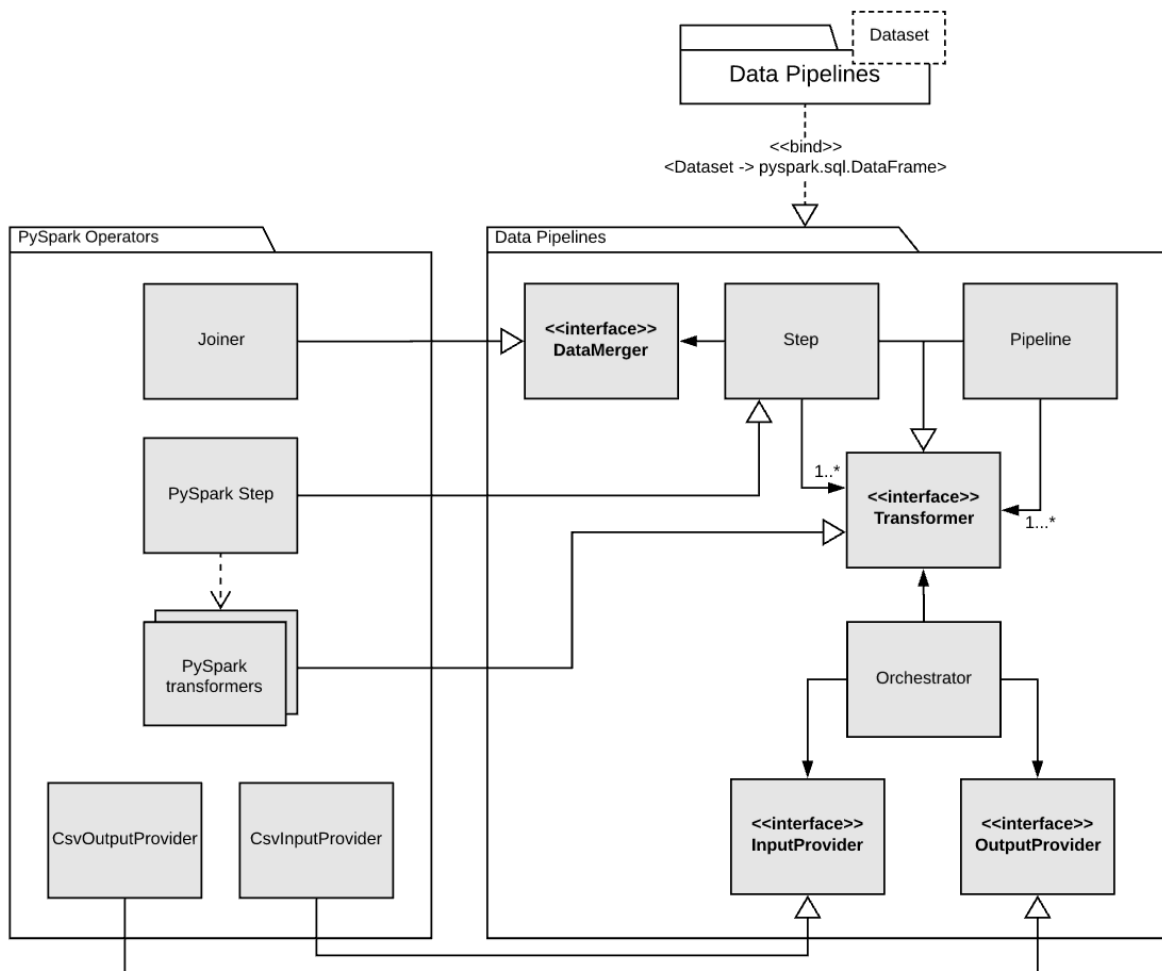 Dataset
Data Pipelines
<<bind>>
<Dataset -> pyspark.sql.DataFrame>
PySpark Operators
Data Pipelines
Joiner
<<interface>>
DataMerger
Step
Pipeline
PySpark Step
1..*
<<interface>>
Transformer
1...*
PySpark
transformers
Orchestrator
CsvOutputProvider
CsvInputProvider
<<interface>>
InputProvider
<<interface>>
OutputProvider